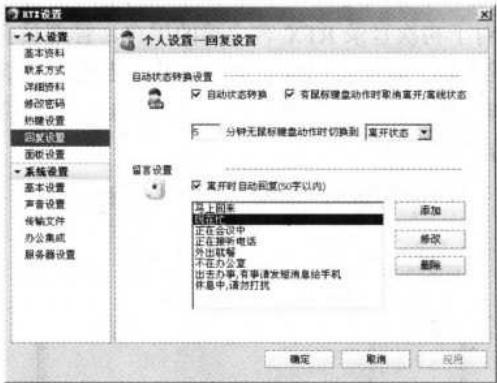 RTX设置
个人设置
基本资料
联系方式
详细资料
修改密码
热键设置
回复设置
面板设置
系统设置
基本设置
声音设置
传输文件
办公集成
服务器设置
个人设置—回复设置
自动状态转换设置
自动状态转换 有鼠标键盘动作时取消离开/离线状态
5 分钟无鼠标键盘动作时切换到 离开状态
留言设置
离开时自动回复(50字以内)
马上回来
现在忙
正在会议中
正在接听电话
外出就餐
不在办公室
出去办事,有事请发短消息给手机
休息中,请勿打扰
添加
修改
删除
确定 取消 应用